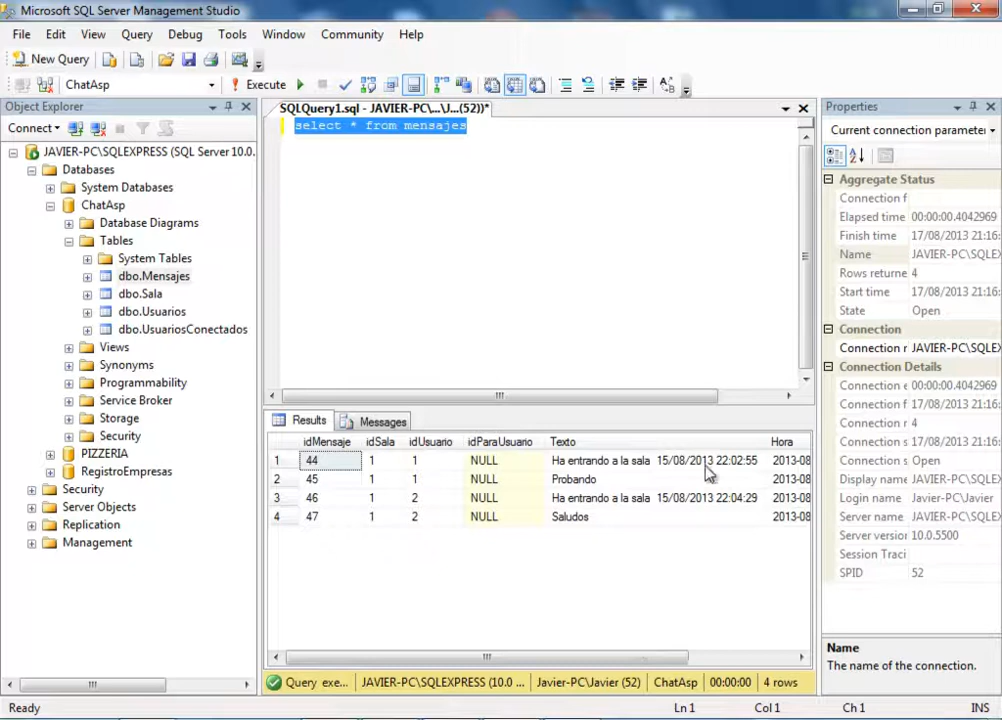 Microsoft SQL Server Management Studio
File Edit View Query Debug Tools Window Community Help
New Query
ChatAsp Execute
Object Explorer
Connect
JAVIER-PC\SQLEXPRESS (SQL Server 10.0.
Databases
System Databases
ChatAsp
Database Diagrams
Tables
System Tables
dbo.Mensajes
dbo.Sala
dbo.Usuarios
dbo.UsuariosConectados
Views
Synonyms
Programmability
Service Broker
Storage
Security
PIZZERIA
RegistroEmpresas
Security
Server Objects
Replication
Management
SQLQuery1.sql - JAVIER-PC\...\J...(52))*
select * from mensajes
Results Messages
idMensaje idSala idUsuario idParaUsuario Texto Hora
1 44 1 1 NULL Ha entrando a la sala 15/08/2013 22:02:55 2013-08
2 45 1 1 NULL Probando 2013-08
3 46 1 2 NULL Ha entrando a la sala 15/08/2013 22:04:29 2013-08
4 47 1 2 NULL Saludos 2013-08
Query exe... JAVIER-PC\SQLEXPRESS (10.0 ... Javier-PC\Javier (52) ChatAsp 00:00:00 4 rows
Properties
Current connection parameter
Aggregate Status
Connection f
Elapsed time 00:00:00.4042969
Finish time 17/08/2013 21:16:
Name JAVIER-PC\SQLEX
Rows returne 4
Start time 17/08/2013 21:16:
State Open
Connection
Connection r JAVIER-PC\SQLEX
Connection Details
Connection e 00:00:00.4042969
Connection f 17/08/2013 21:16:
Connection r 4
Connection s 17/08/2013 21:16:
Connection s Open
Display name JAVIER-PC\SQLEX
Login name Javier-PC\Javier
Server name JAVIER-PC\SQLEX
Server version 10.0.5500
Session Traci
SPID 52
Name
The name of the connection.
Ready Ln 1 Col 1 Ch 1 INS